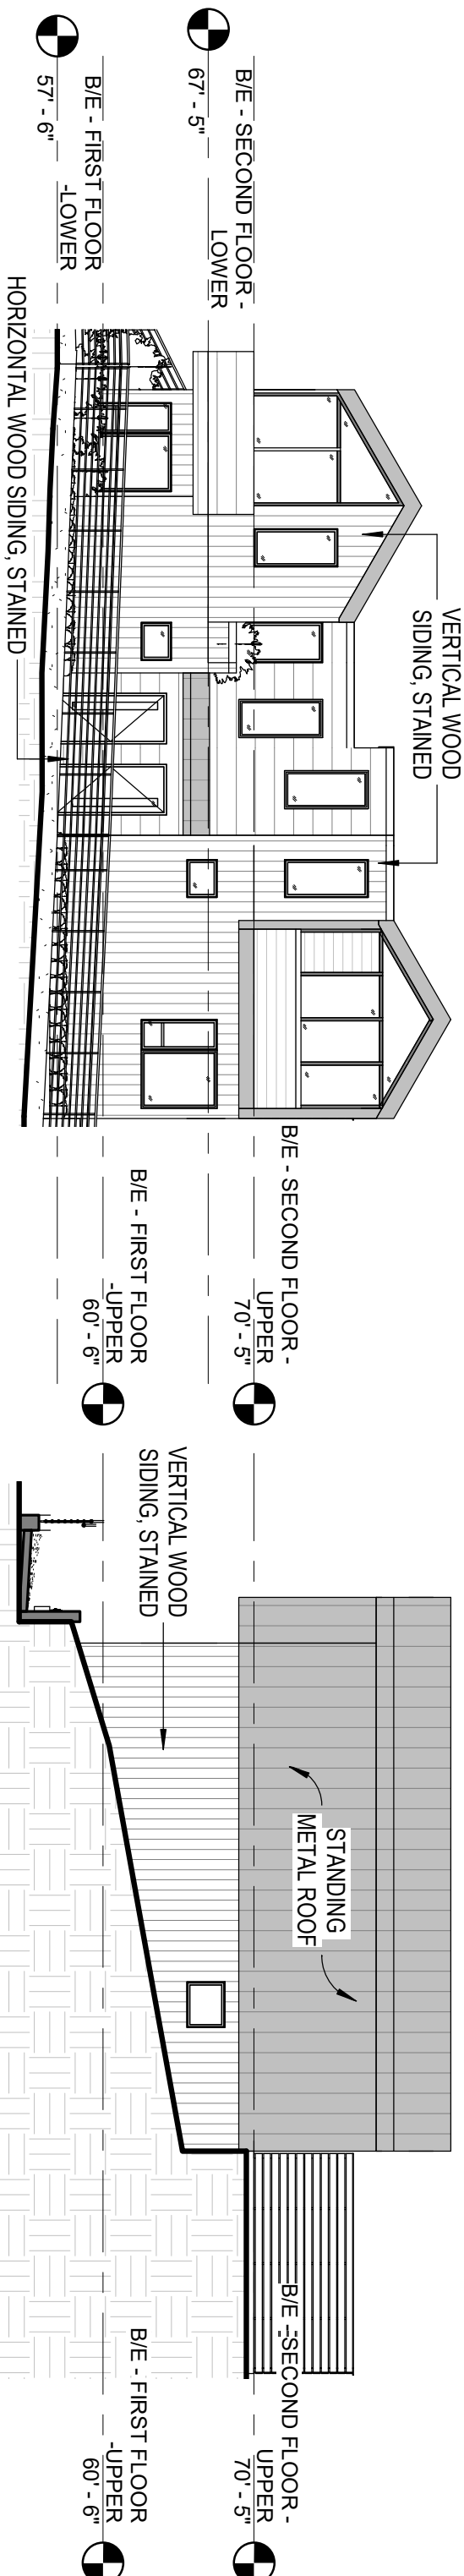 B/E - SECOND FLOOR -
LOWER
67' - 5"
B/E - FIRST FLOOR
-LOWER
57' - 6"
HORIZONTAL WOOD SIDING, STAINED
VERTICAL WOOD
SIDING, STAINED
B/E - SECOND FLOOR -
UPPER
70' - 5"
B/E - FIRST FLOOR
-UPPER
60' - 6"
VERTICAL WOOD
SIDING, STAINED
STANDING
METAL ROOF
B/E - SECOND FLOOR -
UPPER
70' - 5"
B/E - FIRST FLOOR
-UPPER
60' - 6"